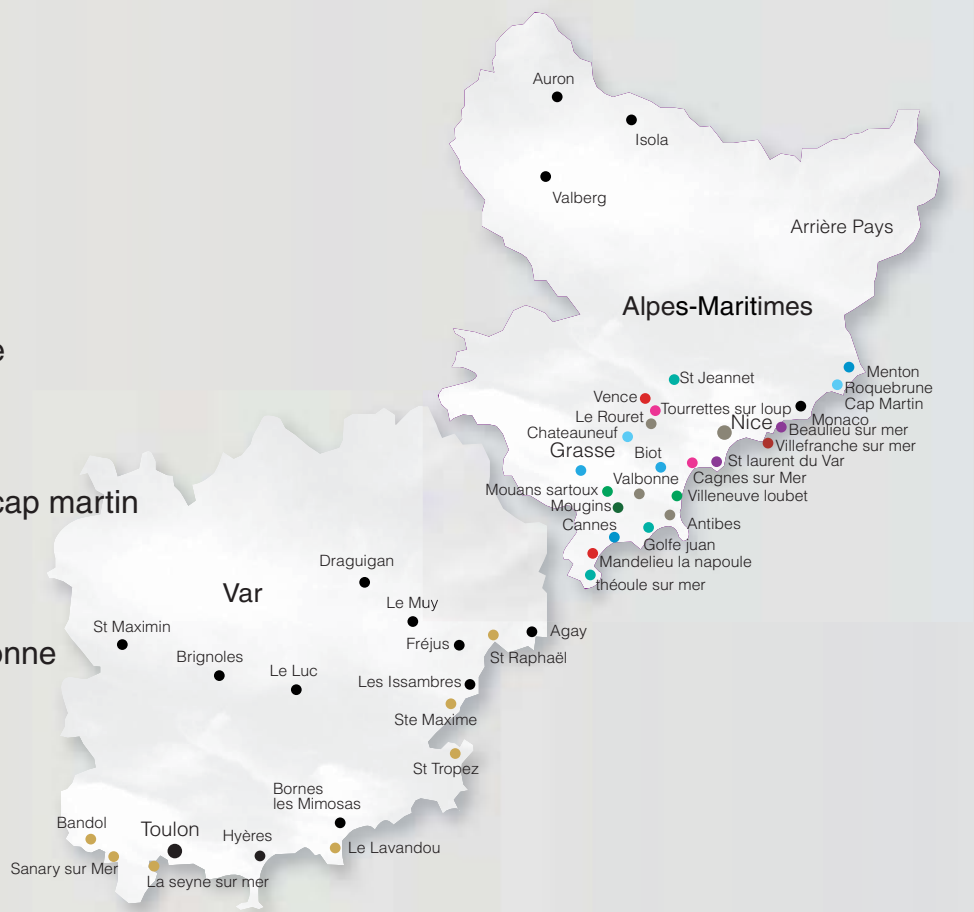 Auron
Isola
Valberg
Arrière Pays
Alpes-Maritimes
e
St Jeannet
Menton
Roquebrune
Cap Martin
Vence
Tourrettes sur loup
Monaco
Le Rouret
Nice
Beaulieu sur mer
Chateauneuf
Villefranche sur mer
Grasse
Biot
St laurent du Var
Cagnes sur Mer
Valbonne
Mouans sartoux
Villeneuve loubet
Mougins
cap martin
Cannes
Antibes
Golfe juan
Mandelieu la napoule
théoule sur mer
Draguigan
Var
Le Muy
St Maximin
Agay
Fréjus
St Raphaël
onne
Brignoles
Le Luc
Les Issambres
Ste Maxime
St Tropez
Bornes
les Mimosas
Bandol
Toulon
Hyères
Le Lavandou
Sanary sur Mer
La seyne sur mer